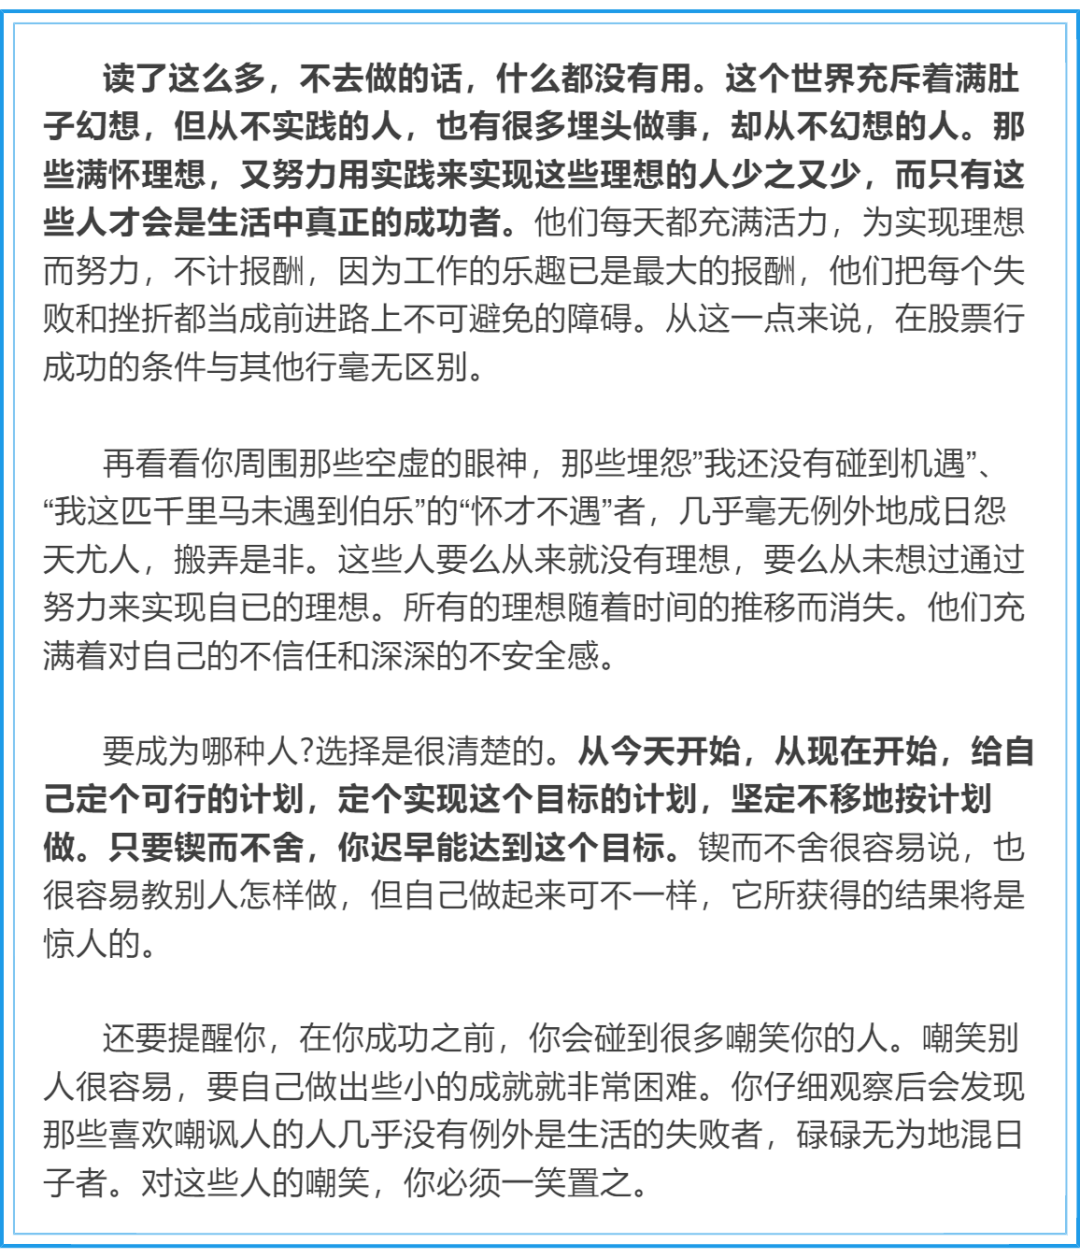 读了这么多，不去做的话，什么都没有用。这个世界充斥着满肚
子幻想，但从不实践的人，也有很多埋头做事，却从不幻想的人。那
些满怀理想，又努力用实践来实现这些理想的人少之又少，而只有这
些人才会是生活中真正的成功者。他们每天都充满活力，为实现理想
而努力，不计报酬，因为工作的乐趣已是最大的报酬，他们把每个失
败和挫折都当成前进路上不可避免的障碍。从这一点来说，在股票行
成功的条件与其他行毫无区别。
再看看你周围那些空虚的眼神，那些埋怨”我还没有碰到机遇”、
“我这匹千里马未遇到伯乐”的“怀才不遇”者，几乎毫无例外地成日怨
天尤人，搬弄是非。这些人要么从来就没有理想，要么从未想过通过
努力来实现自已的理想。所有的理想随着时间的推移而消失。他们充
满着对自己的不信任和深深的不安全感。
要成为哪种人?选择是很清楚的。从今天开始，从现在开始，给自
己定个可行的计划，定个实现这个目标的计划，坚定不移地按计划
做。只要锲而不舍，你迟早能达到这个目标。锲而不舍很容易说，也
很容易教别人怎样做，但自己做起来可不一样，它所获得的结果将是
惊人的。
还要提醒你，在你成功之前，你会碰到很多嘲笑你的人。嘲笑别
人很容易，要自己做出些小的成就就非常困难。你仔细观察后会发现
那些喜欢嘲讽人的人几乎没有例外是生活的失败者，碌碌无为地混日
子者。对这些人的嘲笑，你必须一笑置之。